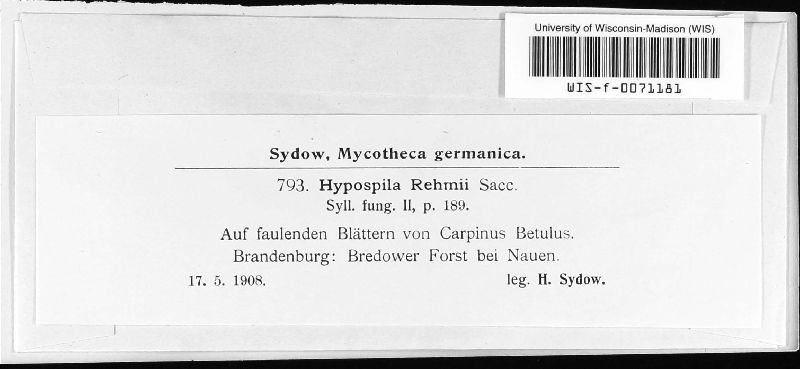 University of Wisconsin-Madison (WIS)
WIS-f-0071181
Sydow, Mycotheca germanica.
793. Hypospila Rehmii Sacc.
Syll. fung. II, p. 189.
Auf faulenden Blättern von Carpinus Betulus.
Brandenburg: Bredower Forst bei Nauen.
17. 5. 1908. leg. H. Sydow.